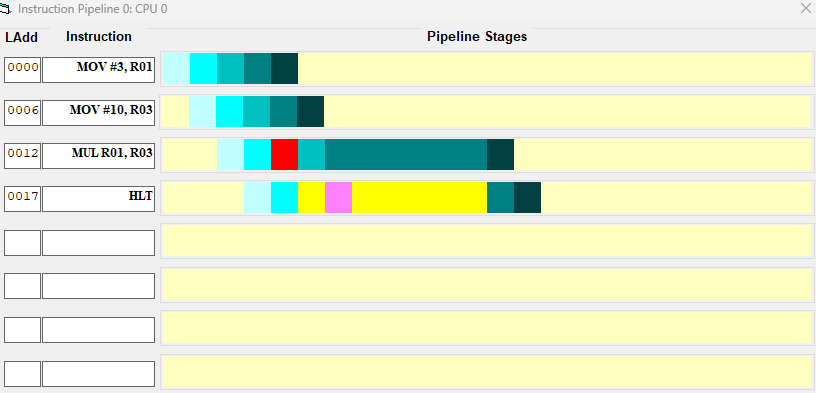 Instruction Pipeline 0: CPU 0
LAdd Instruction Pipeline Stages
0000 MOV #3, R01
0006 MOV #10, R03
0012 MUL R01, R03
0017 HLT